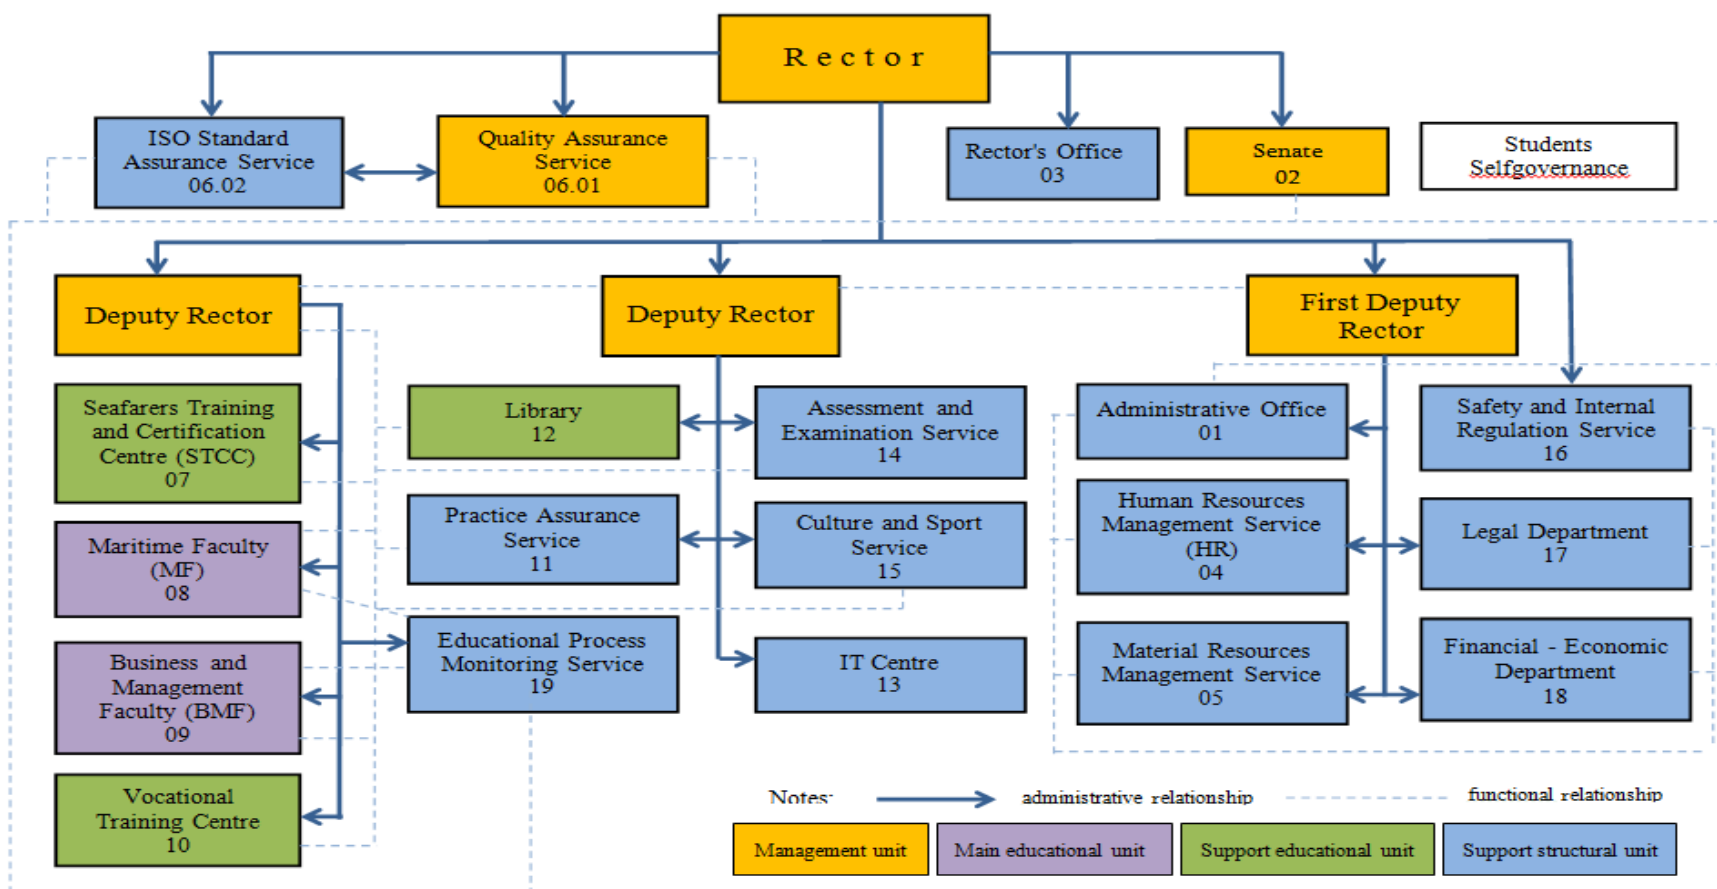 Rector
ISO Standard
Assurance Service
06.02
Quality Assurance
Service
06.01
Rector's Office
03
Senate
02
Students
Selfgovernance
Deputy Rector
Deputy Rector
First Deputy
Rector
Seafarers Training
and Certification
Centre (STCC)
07
Library
12
Assessment and
Examination Service
14
Administrative Office
01
Safety and Internal
Regulation Service
16
Maritime Faculty
(MF)
08
Practice Assurance
Service
11
Culture and Sport
Service
15
Human Resources
Management Service
(HR)
04
Legal Department
17
Business and
Management
Faculty (BMF)
09
Educational Process
Monitoring Service
19
IT Centre
13
Material Resources
Management Service
05
Financial - Economic
Department
18
Vocational
Training Centre
10
Notes:
administrative relationship
functional relationship
Management unit
Main educational unit
Support educational unit
Support structural unit